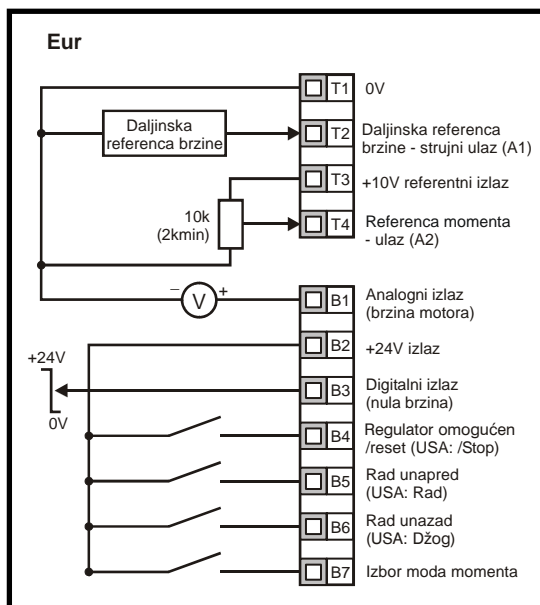 Eur
T1 0V
Daljinska
referenca brzine
T2 Daljinska referenca
brzine - strujni ulaz (A1)
T3 +10V referentni izlaz
10k
(2kmin)
T4 Referenca momenta
- ulaz (A2)
− V +
B1 Analogni izlaz
(brzina motora)
B2 +24V izlaz
+24V
0V
B3 Digitalni izlaz
(nula brzina)
B4 Regulator omogućen
/reset (USA: /Stop)
B5 Rad unapred
(USA: Rad)
B6 Rad unazad
(USA: Džog)
B7 Izbor moda momenta